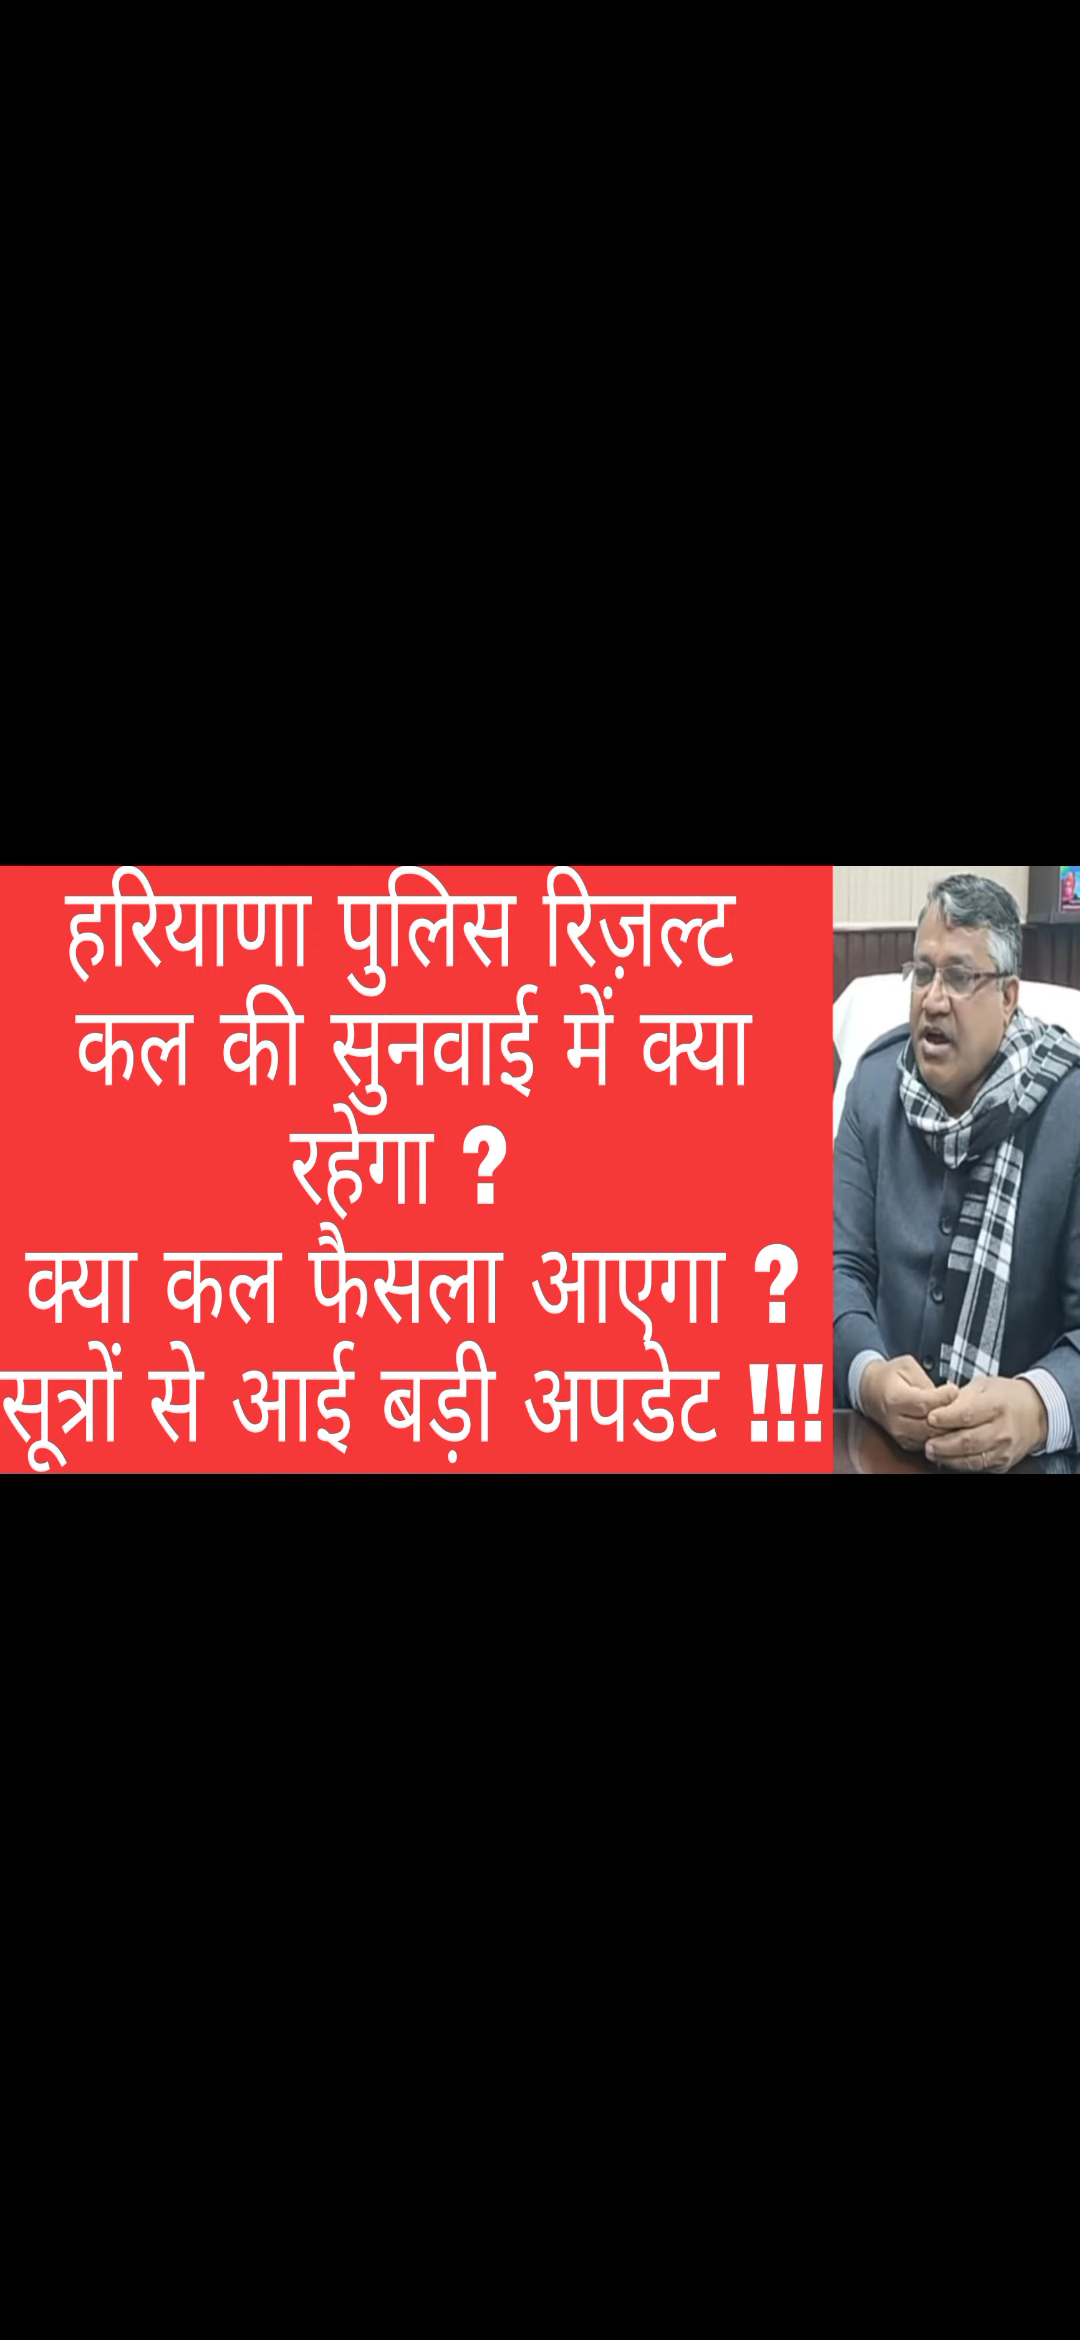 हरियाणा पुलिस रिज़ल्ट
कल की सुनवाई में क्या
रहेगा ?
क्या कल फैसला आएगा ?
सूत्रों से आई बड़ी अपडेट !!!